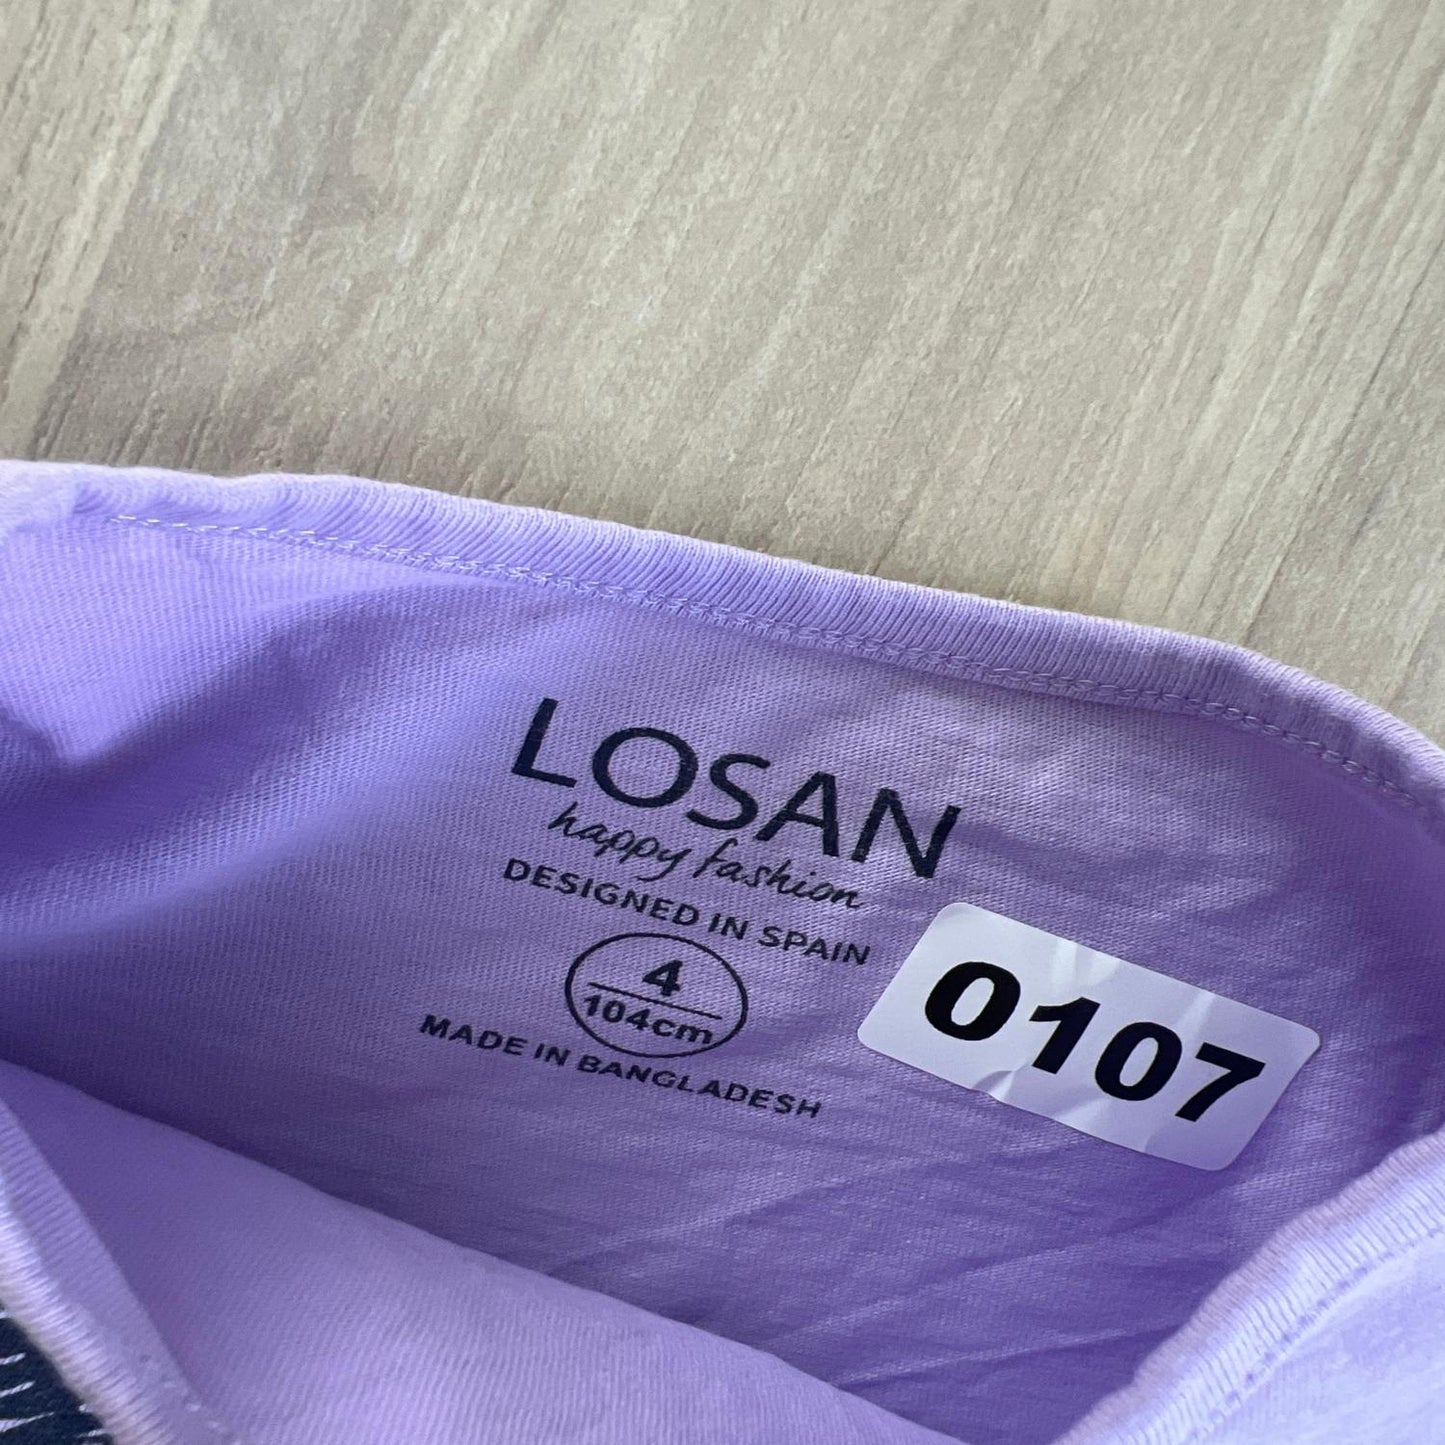 LOSAN
happy fashion
DESIGNED IN SPAIN
4
104cm
MADE IN BANGLADESH
0107